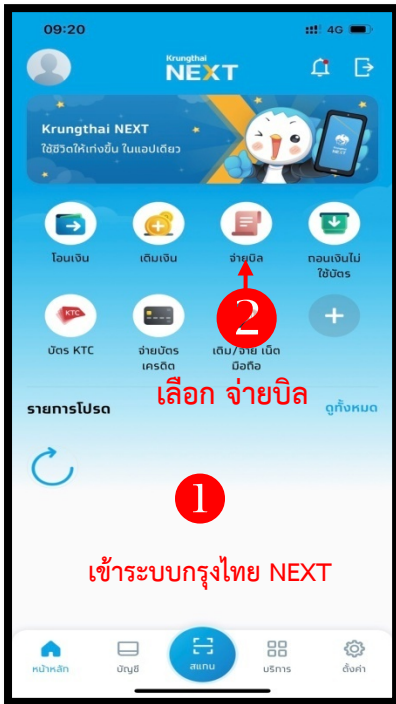 09:20
4G
Krungthai
NEXT
Krungthai NEXT
ใช้ชีวิตให้เก่งขึ้น ในแอปเดียว
โอนเงิน
เติมเงิน
จ่ายบิล
ถอนเงินไม่
ใช้บัตร
2
KTC
บัตร KTC
จ่ายบัตร
เครดิต
เติม/จ่าย เน็ต
มือถือ
เลือก จ่ายบิล
รายการโปรด
ดูทั้งหมด
1
เข้าระบบกรุงไทย NEXT
หน้าหลัก
บัญชี
สแกน
บริการ
ตั้งค่า